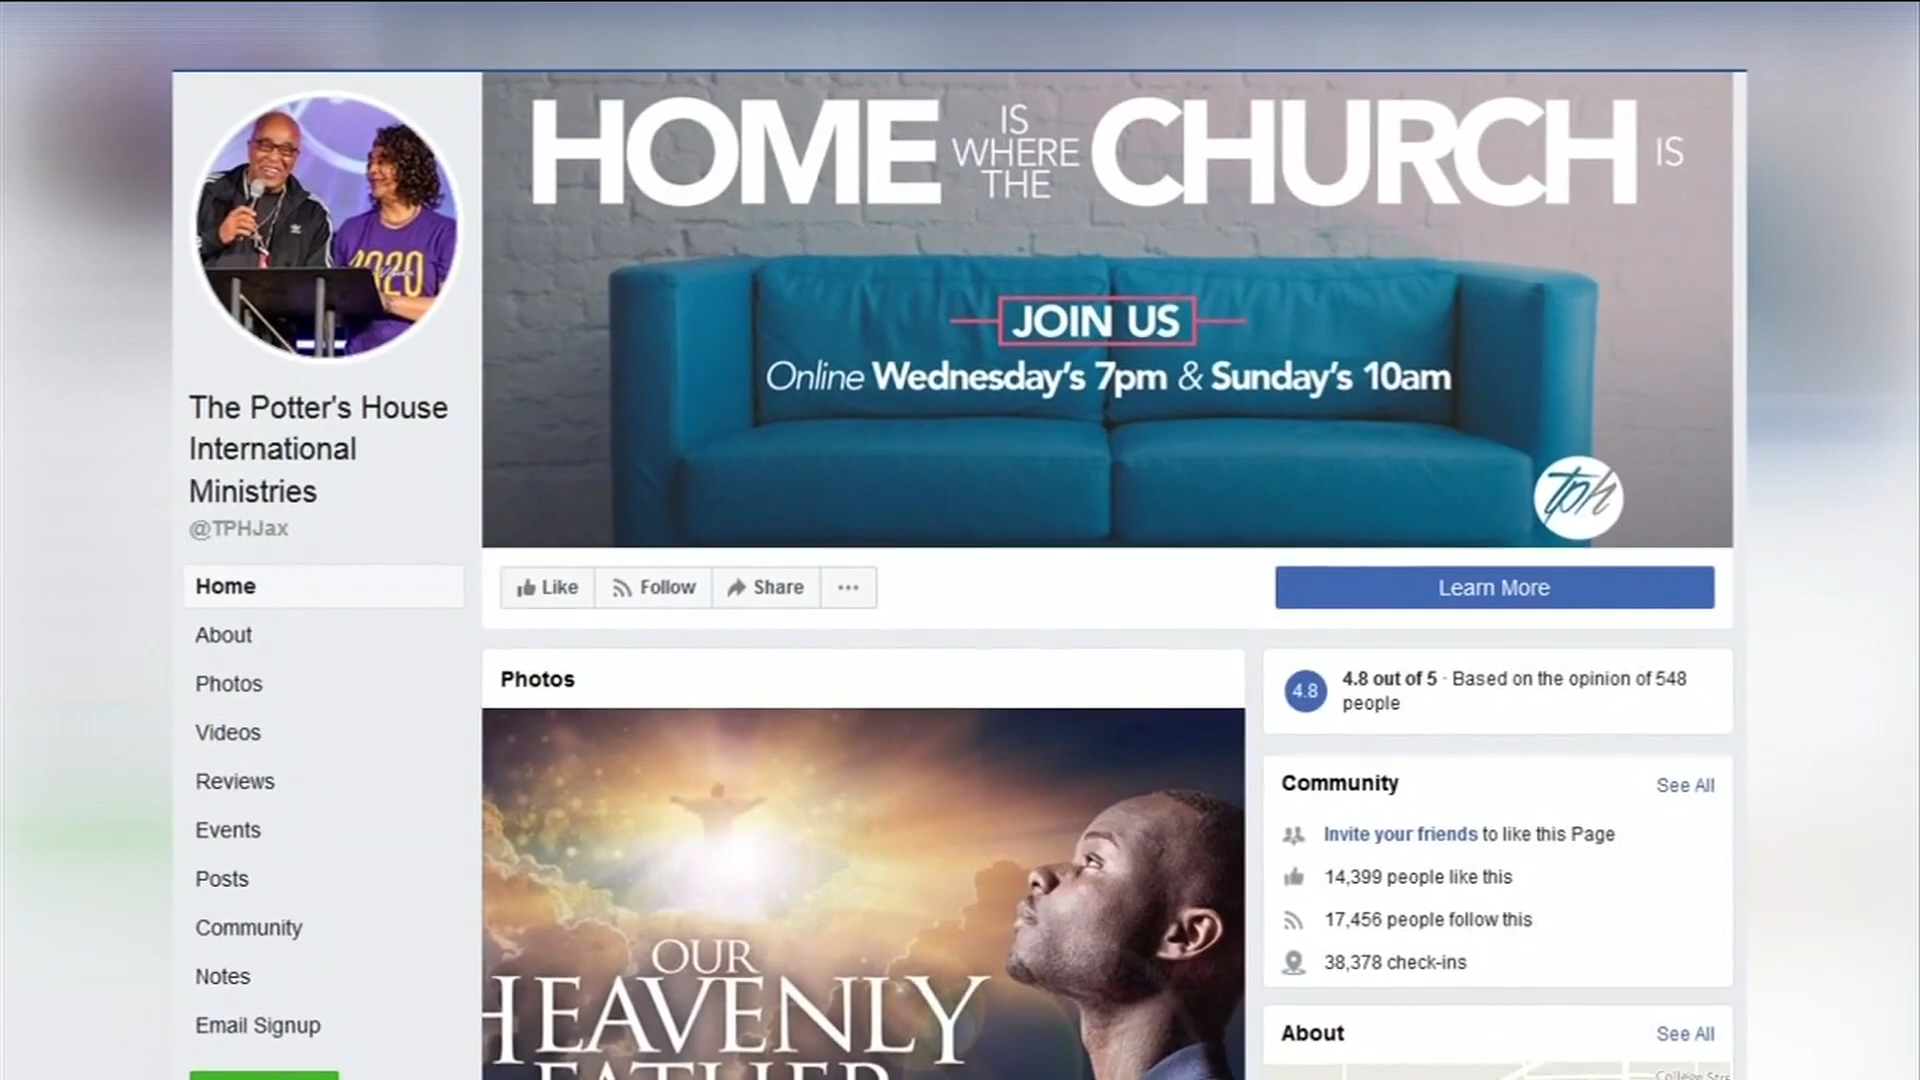 HOME IS WHERE THE CHURCH IS
JOIN US
Online Wednesday's 7pm & Sunday's 10am
tph
2020
The Potter's House
International
Ministries
@TPHJax
Home
About
Photos
Videos
Reviews
Events
Posts
Community
Notes
Email Signup
Like
Follow
Share
...
Learn More
Photos
OUR
HEAVENLY
FATHER
4.8
4.8 out of 5 · Based on the opinion of 548
people
Community
See All
Invite your friends to like this Page
14,399 people like this
17,456 people follow this
38,378 check-ins
About
See All
College